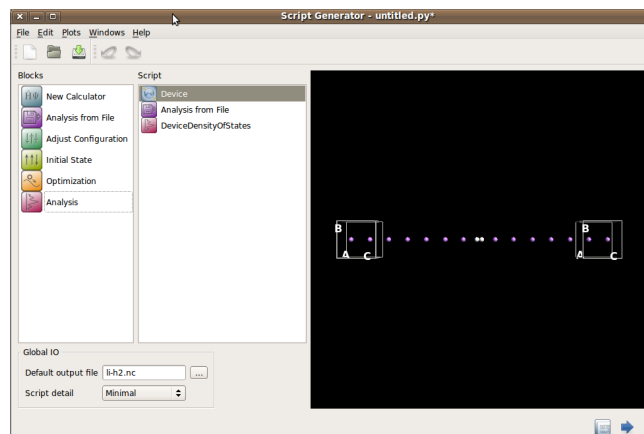 Script Generator - untitled.py*
File Edit Plots Windows Help
Blocks
Script
New Calculator
Analysis from File
Adjust Configuration
Initial State
Optimization
Analysis
Device
Analysis from File
DeviceDensityOfStates
B
A
C
B
A
C
Global IO
Default output file li-h2.nc ...
Script detail Minimal